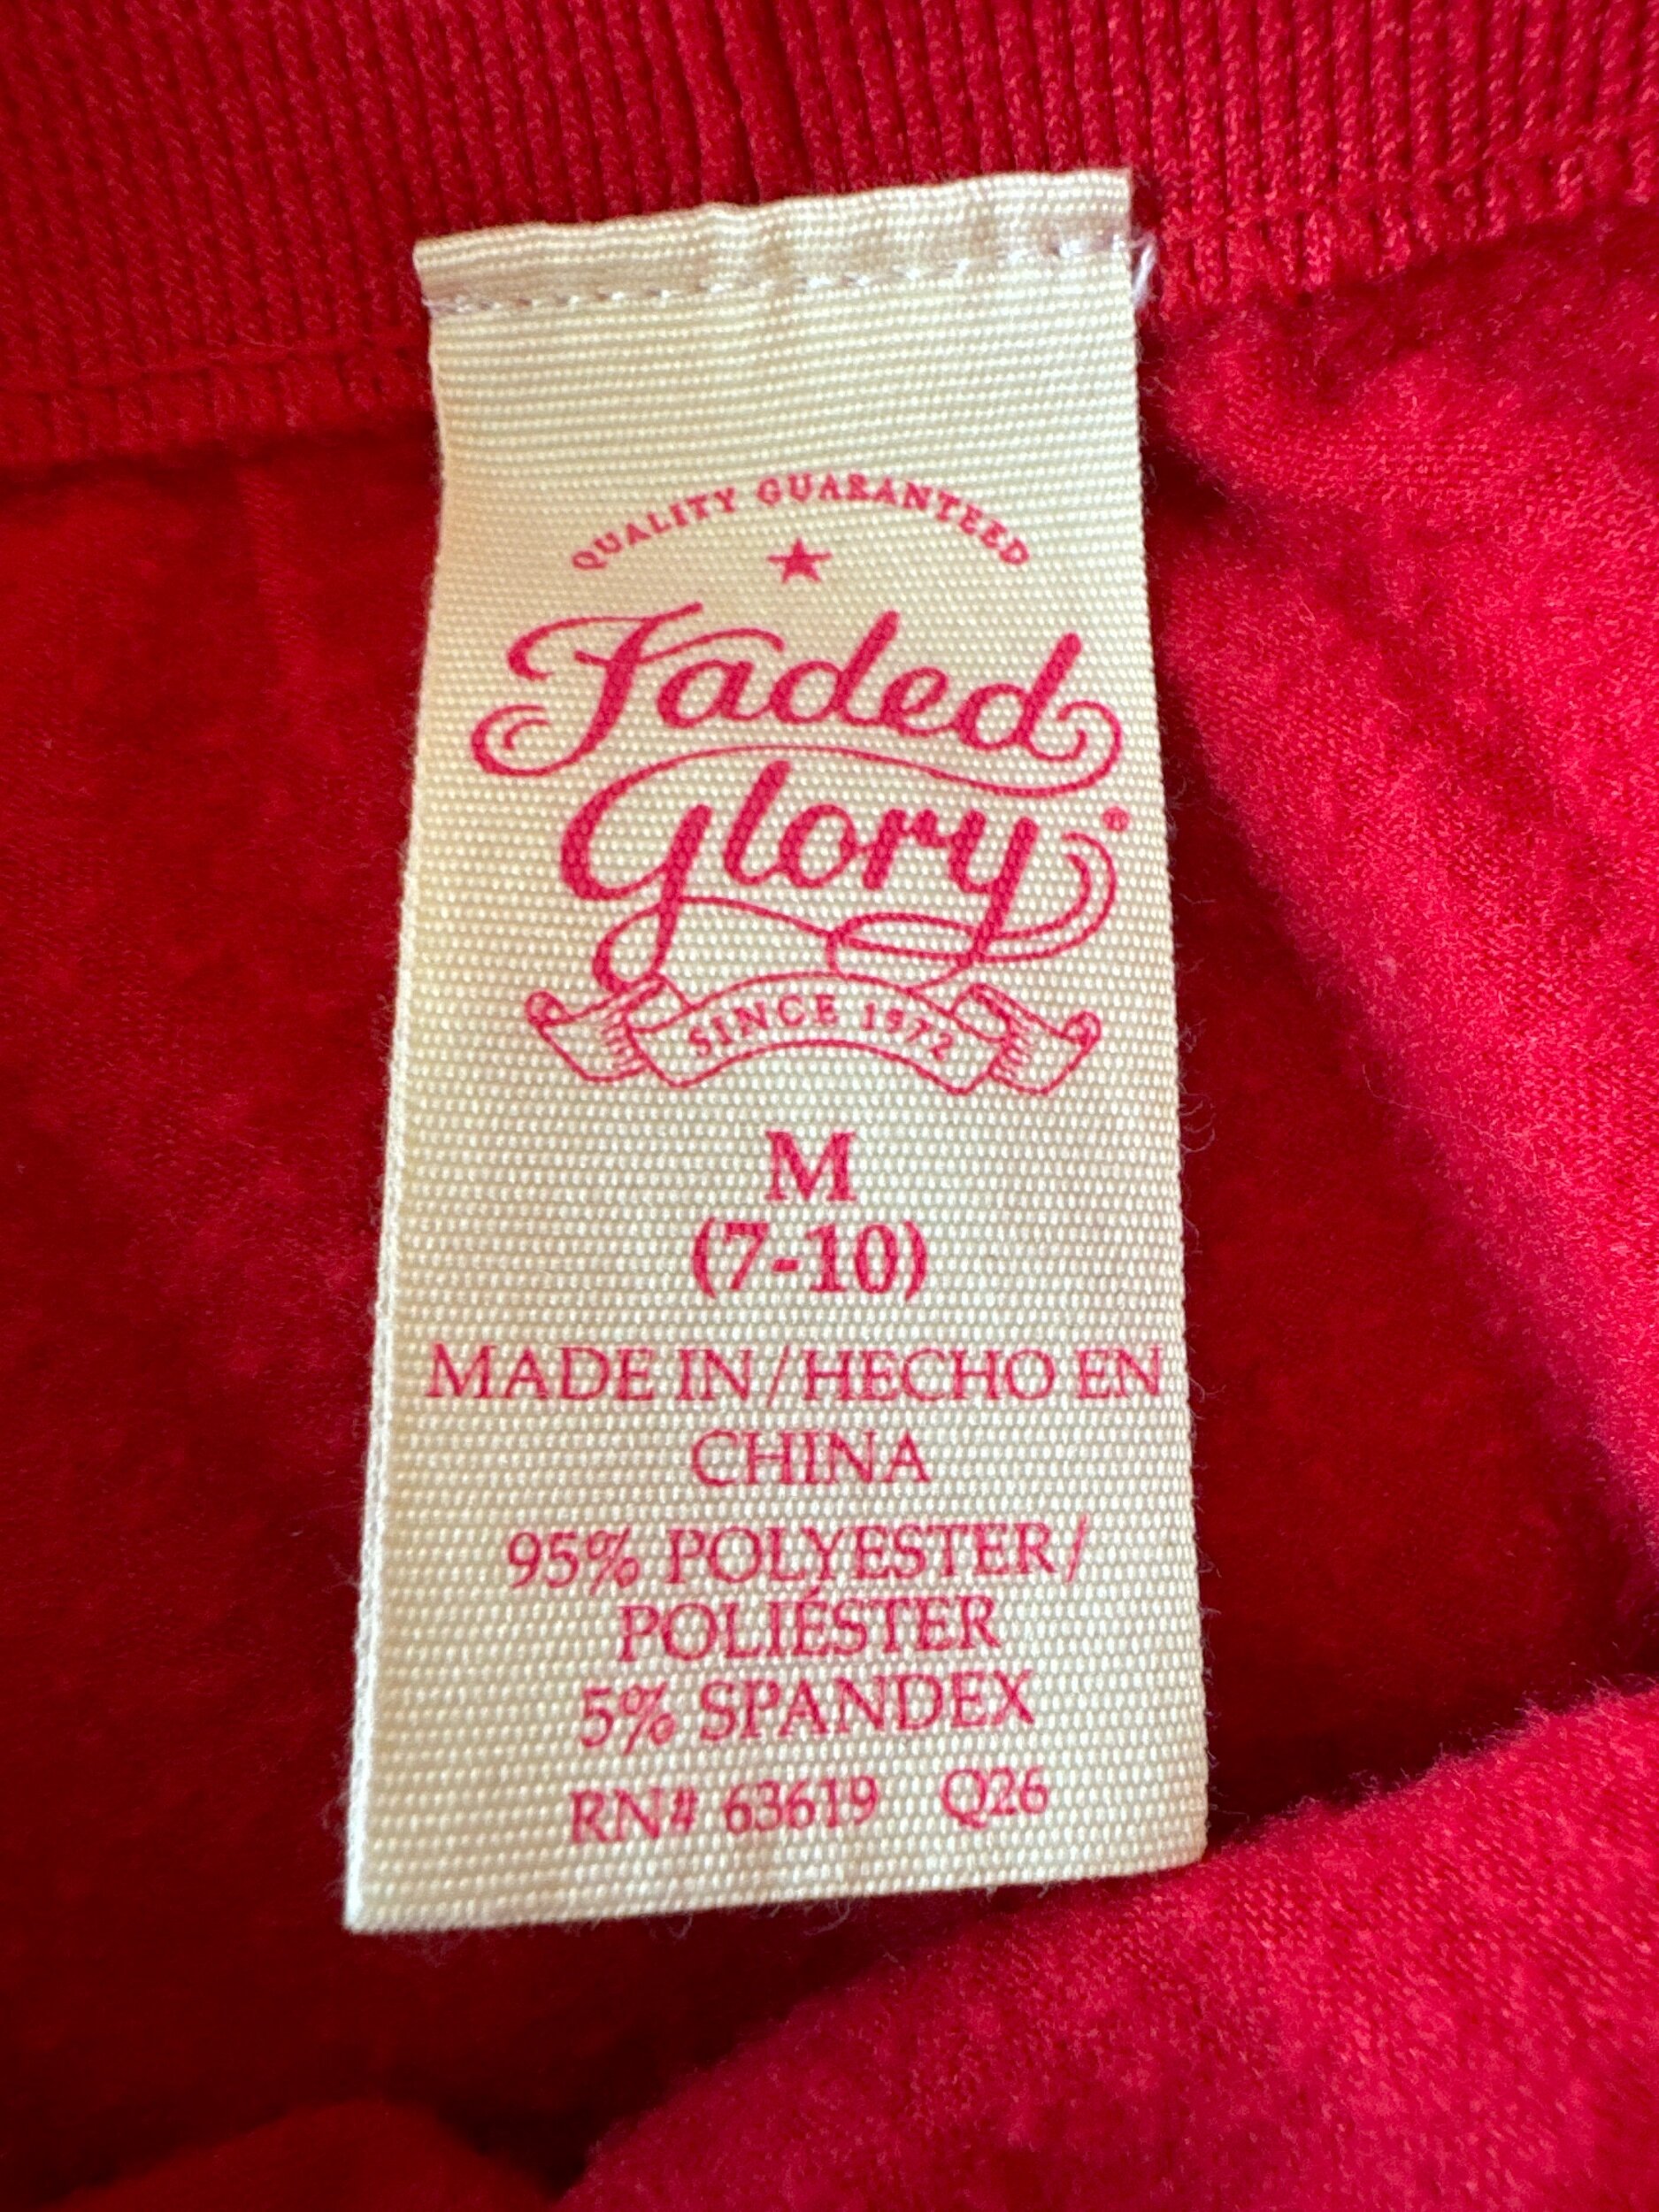 QUALITY GUARANTEED
Faded
Glory®
SINCE 1972
M
(7-10)
MADE IN/HECHO EN
CHINA
95% POLYESTER/
POLIÉSTER
5% SPANDEX
RN# 63619 Q26